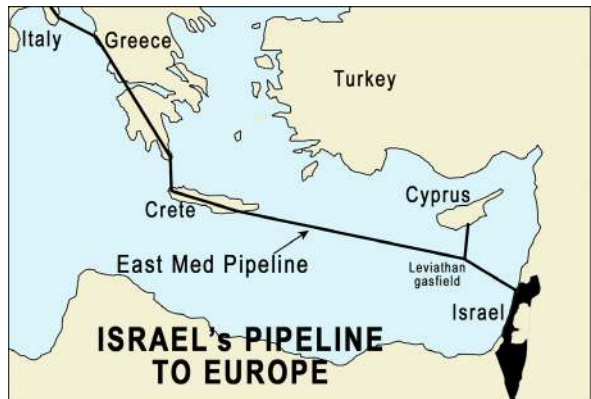 Italy
Greece
Turkey
Crete
Cyprus
East Med Pipeline
Leviathan
gasfield
Israel
ISRAEL's PIPELINE
TO EUROPE